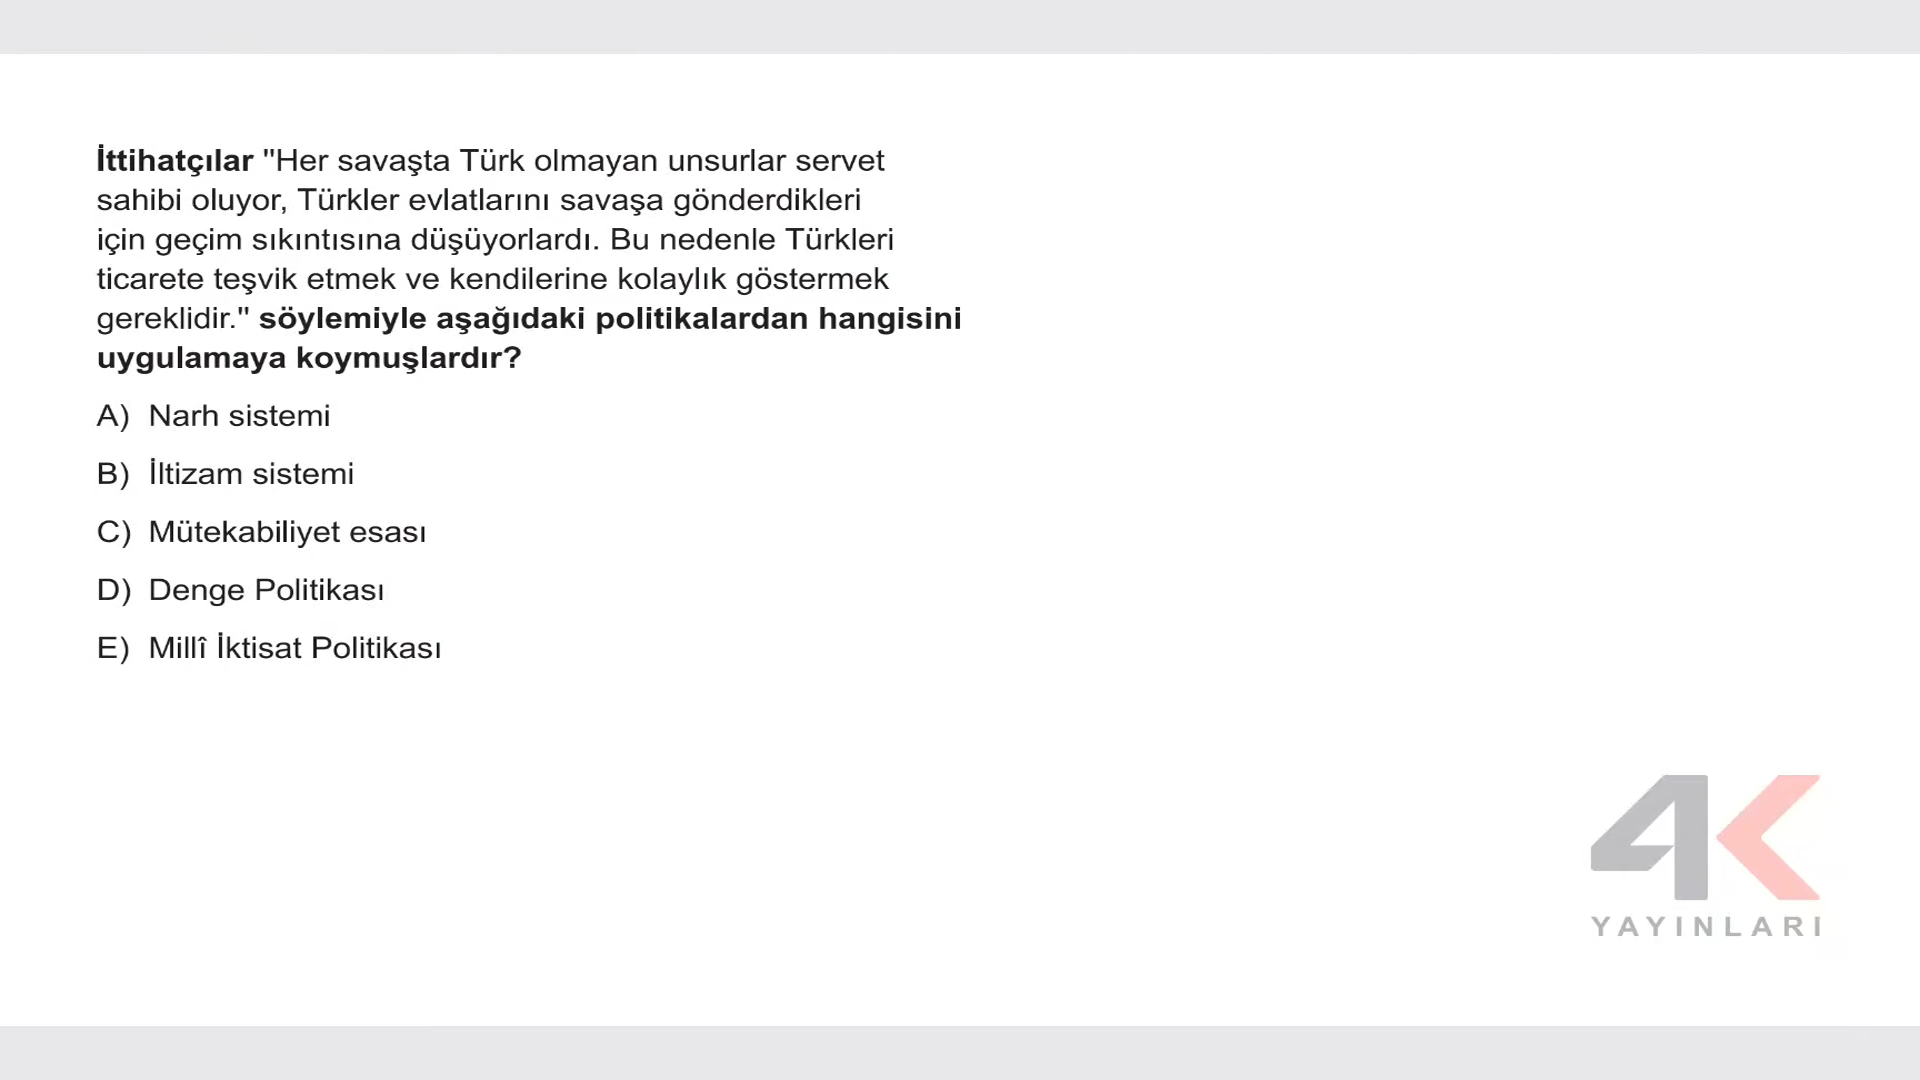 İttihatçılar "Her savaşta Türk olmayan unsurlar servet
sahibi oluyor, Türkler evlatlarını savaşa gönderdikleri
için geçim sıkıntısına düşüyorlardı. Bu nedenle Türkleri
ticarete teşvik etmek ve kendilerine kolaylık göstermek
gereklidir." söylemiyle aşağıdaki politikalardan hangisini
uygulamaya koymuşlardır?
A) Narh sistemi
B) İltizam sistemi
C) Mütekabiliyet esası
D) Denge Politikası
E) Millî İktisat Politikası
4K
YAYINLARI